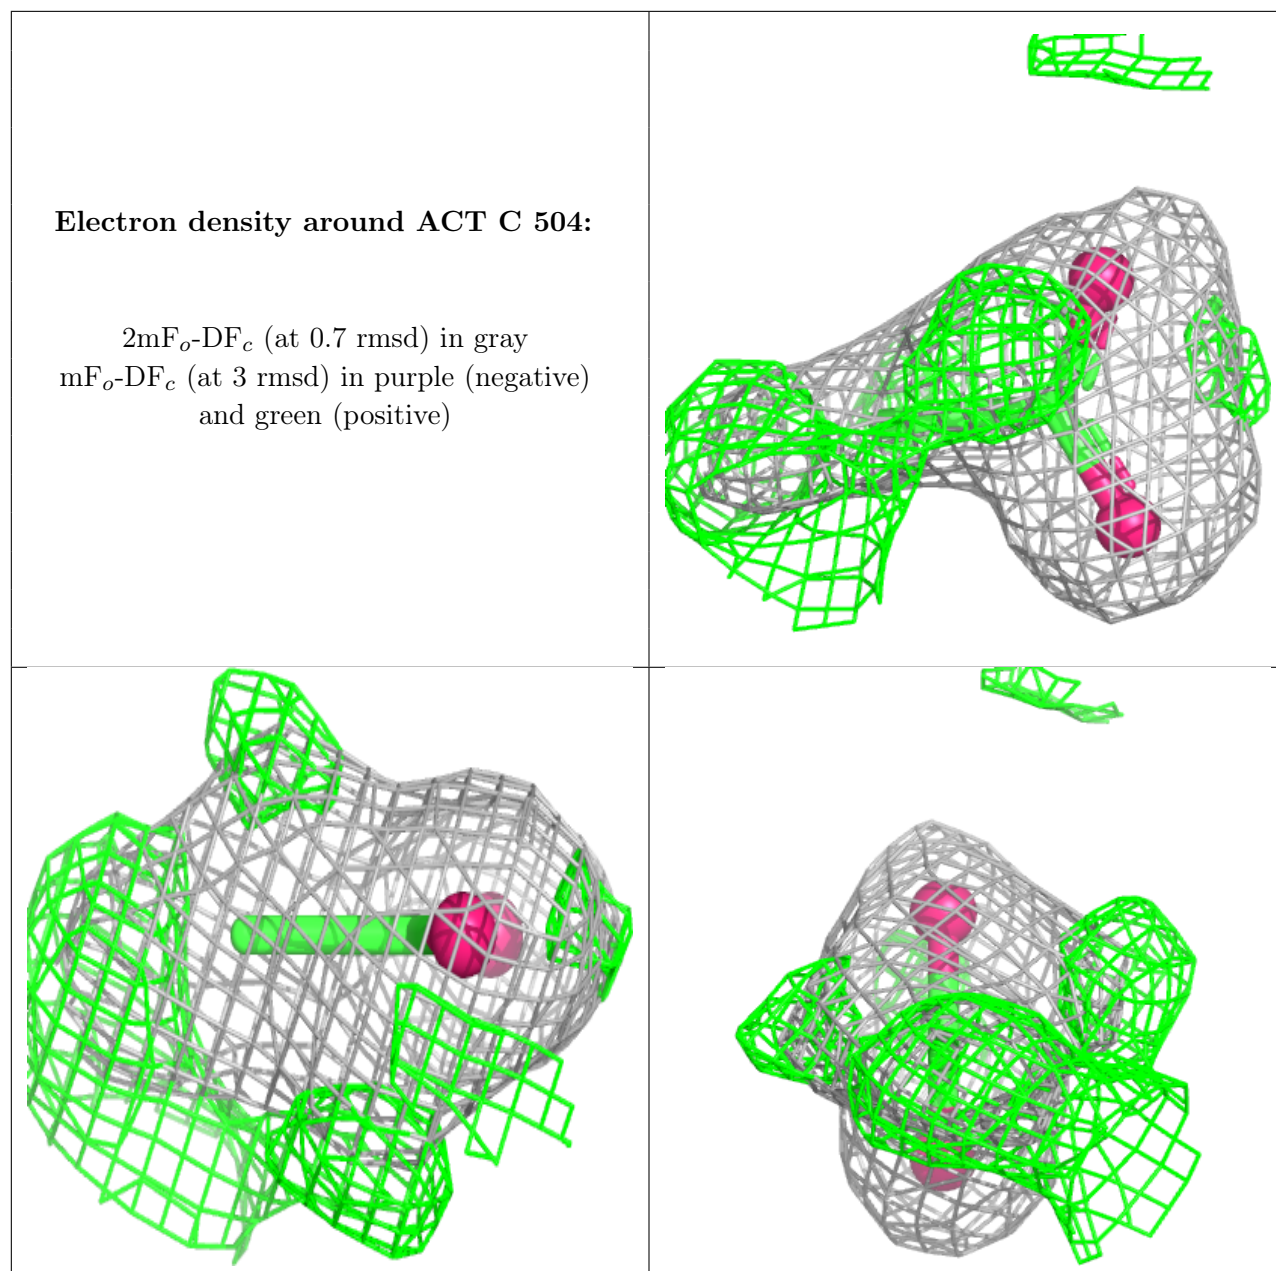 Electron density around ACT C 504:
2mFₒ-DF𝒸 (at 0.7 rmsd) in gray
mFₒ-DF𝒸 (at 3 rmsd) in purple (negative)
and green (positive)